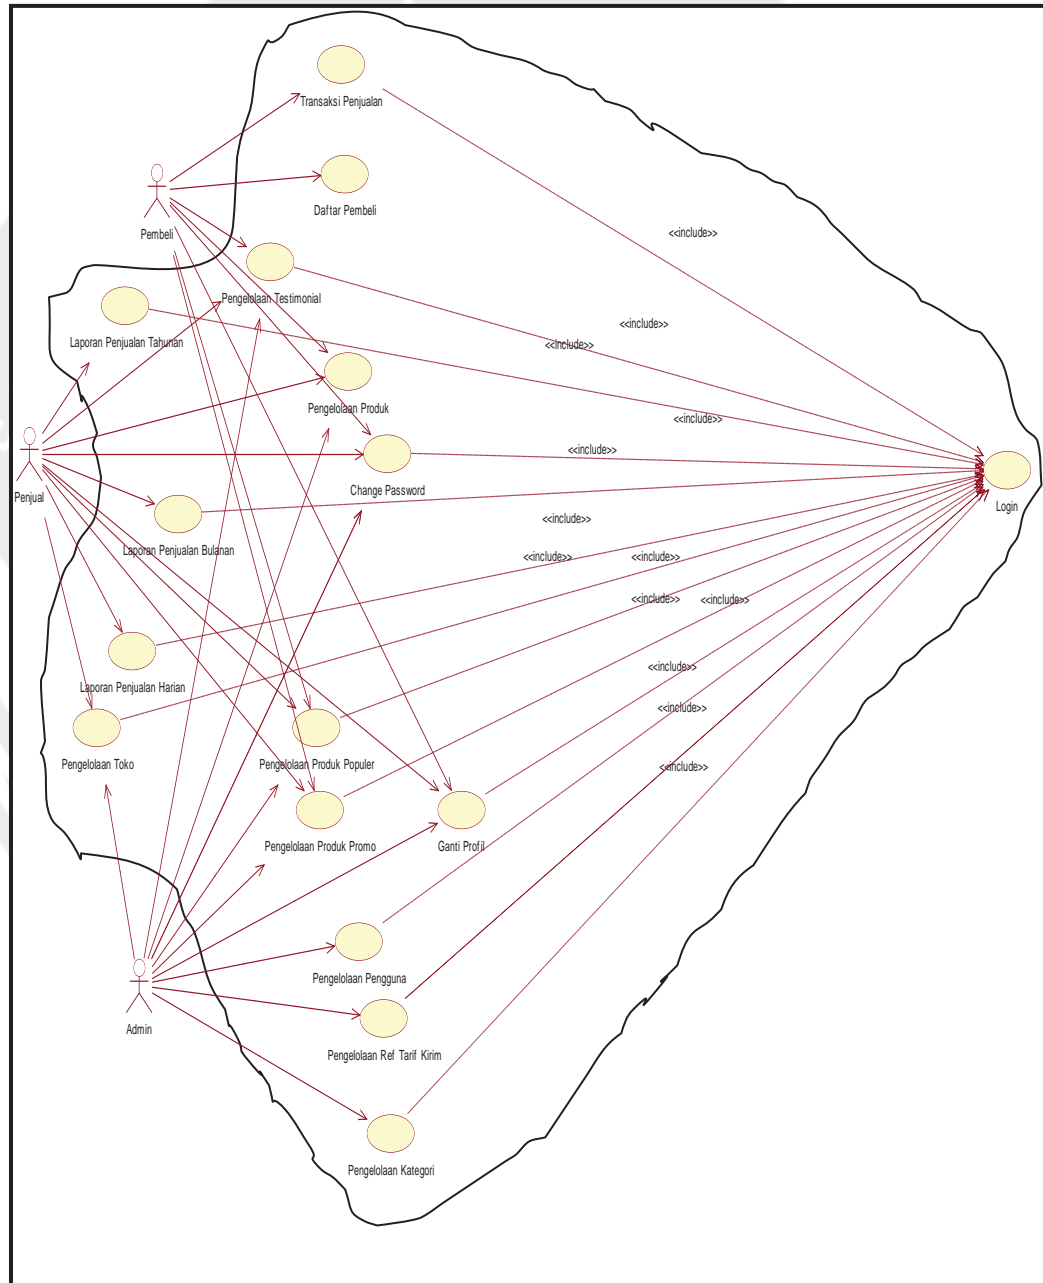 Transaksi Penjualan
Daftar Pembeli
Pembeli
<<include>>
Pengelolaan Testimonial
<<include>>
Laporan Penjualan Tahunan
<<include>>
Pengelolaan Produk
<<include>>
<<include>>
Change Password
Penjual
Login
<<include>>
Laporan Penjualan Bulanan
<<include>>
<<include>>
<<include>>
<<include>>
<<include>>
Laporan Penjualan Harian
<<include>>
Pengelolaan Toko
Pengelolaan Produk Populer
<<include>>
Pengelolaan Produk Promo
Ganti Profil
Pengelolaan Pengguna
Admin
Pengelolaan Ref Tarif Kirim
Pengelolaan Kategori